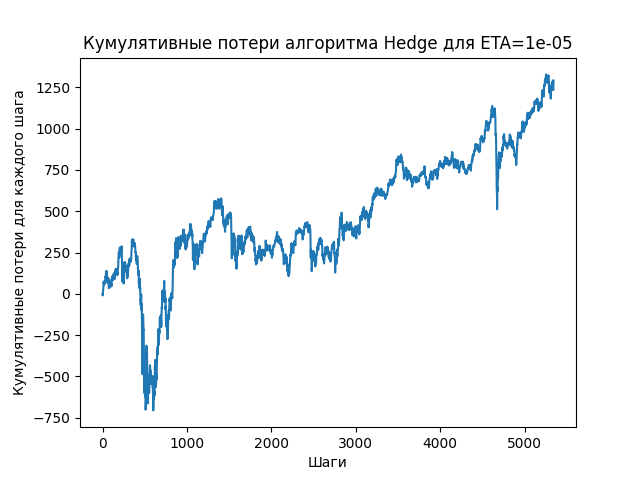 Кумулятивные потери алгоритма Hedge для ETA=1e-05
Кумулятивные потери для каждого шага
1250
1000
750
500
250
0
−250
−500
−750
0 1000 2000 3000 4000 5000
Шаги